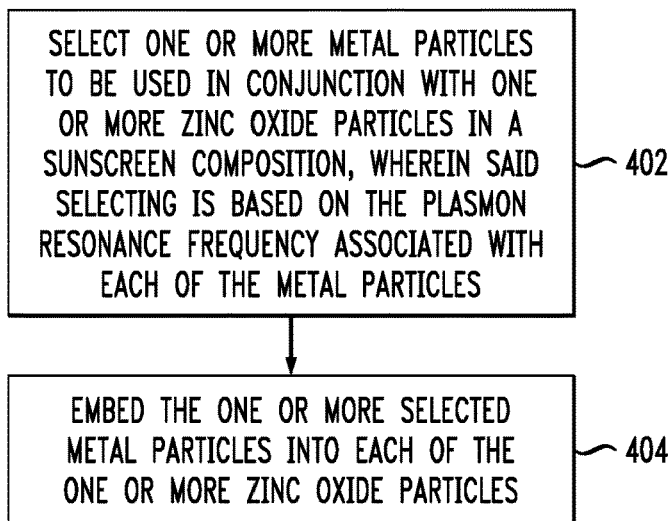 SELECT ONE OR MORE METAL PARTICLES
TO BE USED IN CONJUNCTION WITH ONE
OR MORE ZINC OXIDE PARTICLES IN A
SUNSCREEN COMPOSITION, WHEREIN SAID
SELECTING IS BASED ON THE PLASMON
RESONANCE FREQUENCY ASSOCIATED WITH
EACH OF THE METAL PARTICLES
402
EMBED THE ONE OR MORE SELECTED
METAL PARTICLES INTO EACH OF THE
ONE OR MORE ZINC OXIDE PARTICLES
404